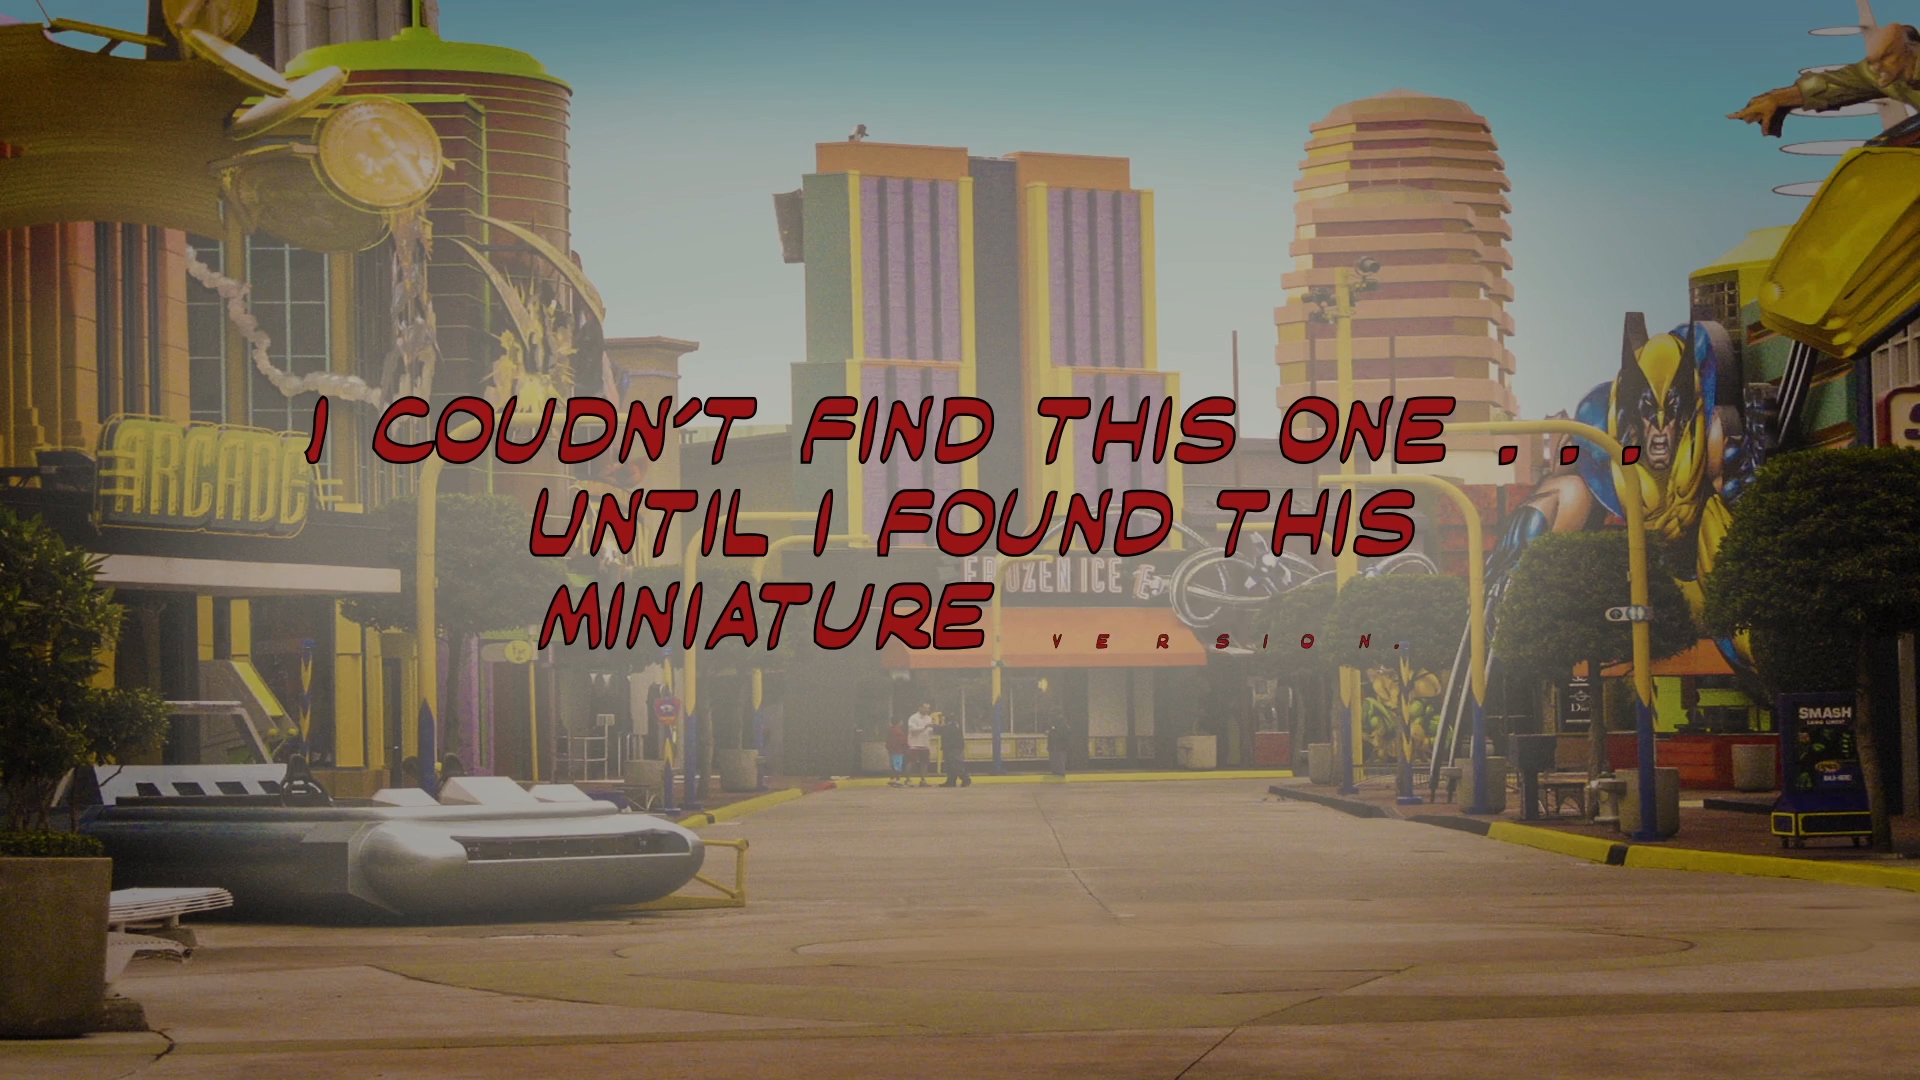 I COUDN'T FIND THIS ONE . . .
UNTIL I FOUND THIS
MINIATURE VERSION.
ARCADE
FROZEN ICE
SMASH